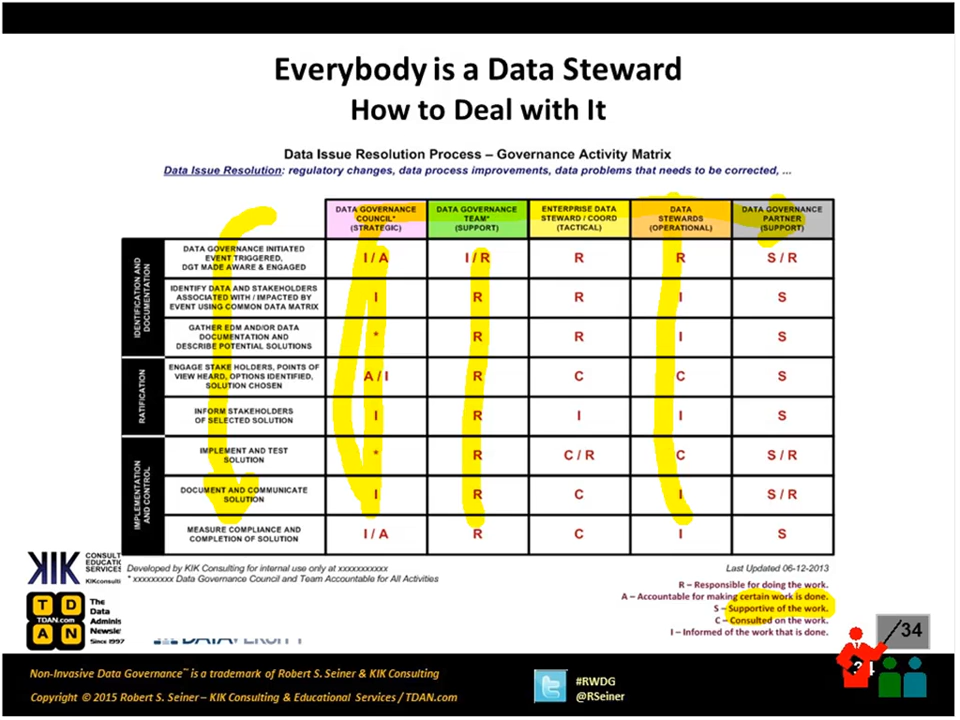 Everybody is a Data Steward
How to Deal with It
Data Issue Resolution Process – Governance Activity Matrix
Data Issue Resolution: regulatory changes, data process improvements, data problems that needs to be corrected, ...
DATA GOVERNANCE COUNCIL* (STRATEGIC)
DATA GOVERNANCE TEAM* (SUPPORT)
ENTERPRISE DATA STEWARD / COORD (TACTICAL)
DATA STEWARDS (OPERATIONAL)
DATA GOVERNANCE PARTNER (SUPPORT)
IDENTIFICATION AND DOCUMENTATION
DATA GOVERNANCE INITIATED EVENT TRIGGERED, DGT MADE AWARE & ENGAGED
I / A I / R R R S / R
IDENTIFY DATA AND STAKEHOLDERS ASSOCIATED WITH / IMPACTED BY EVENT USING COMMON DATA MATRIX
I R R I S
GATHER EDM AND/OR DATA DOCUMENTATION AND DESCRIBE POTENTIAL SOLUTIONS
* R R I S
RATIFICATION
ENGAGE STAKE HOLDERS, POINTS OF VIEW HEARD, OPTIONS IDENTIFIED, SOLUTION CHOSEN
A / I R C C S
INFORM STAKEHOLDERS OF SELECTED SOLUTION
I R I I S
IMPLEMENTATION AND CONTROL
IMPLEMENT AND TEST SOLUTION
* R C / R C S / R
DOCUMENT AND COMMUNICATE SOLUTION
I R C I S / R
MEASURE COMPLIANCE AND COMPLETION OF SOLUTION
I / A R C I S
Developed by KIK Consulting for internal use only at xxxxxxxxxxx
Last Updated 06-12-2013
* xxxxxxxxx Data Governance Council and Team Accountable for All Activities
R – Responsible for doing the work.
A – Accountable for making certain work is done.
S – Supportive of the work.
C – Consulted on the work.
I – Informed of the work that is done.
KIK
CONSULT
EDUCATIO
SERVICES
KIKconsulti
TDAN.com
T D A N
The
Data
Adminis
Newsle
Since 1997
/34
34
Non-Invasive Data Governance™ is a trademark of Robert S. Seiner & KIK Consulting
Copyright © 2015 Robert S. Seiner – KIK Consulting & Educational Services / TDAN.com
#RWDG
@RSeiner